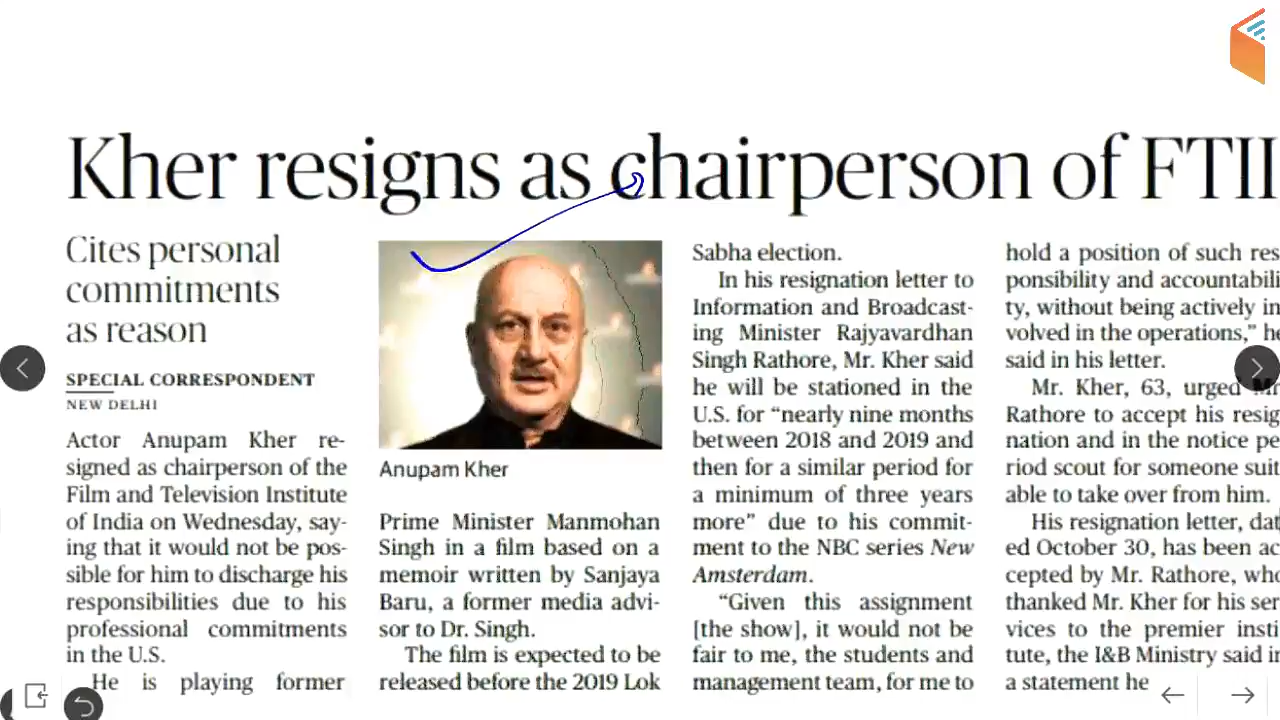 Kher resigns as chairperson of FTII
Cites personal
commitments
as reason
SPECIAL CORRESPONDENT
NEW DELHI
Actor Anupam Kher re-
signed as chairperson of the
Film and Television Institute
of India on Wednesday, say-
ing that it would not be pos-
sible for him to discharge his
responsibilities due to his
professional commitments
in the U.S.
He is playing former
Anupam Kher
Prime Minister Manmohan
Singh in a film based on a
memoir written by Sanjaya
Baru, a former media advi-
sor to Dr. Singh.
The film is expected to be
released before the 2019 Lok
Sabha election.
In his resignation letter to
Information and Broadcast-
ing Minister Rajyavardhan
Singh Rathore, Mr. Kher said
he will be stationed in the
U.S. for “nearly nine months
between 2018 and 2019 and
then for a similar period for
a minimum of three years
more” due to his commit-
ment to the NBC series New
Amsterdam.
“Given this assignment
[the show], it would not be
fair to me, the students and
management team, for me to
hold a position of such res
ponsibility and accountabili
ty, without being actively in
volved in the operations,” he
said in his letter.
Mr. Kher, 63, urged Mr
Rathore to accept his resig
nation and in the notice pe
riod scout for someone suit
able to take over from him.
His resignation letter, dat
ed October 30, has been ac
cepted by Mr. Rathore, who
thanked Mr. Kher for his ser
vices to the premier insti
tute, the I&B Ministry said in
a statement he